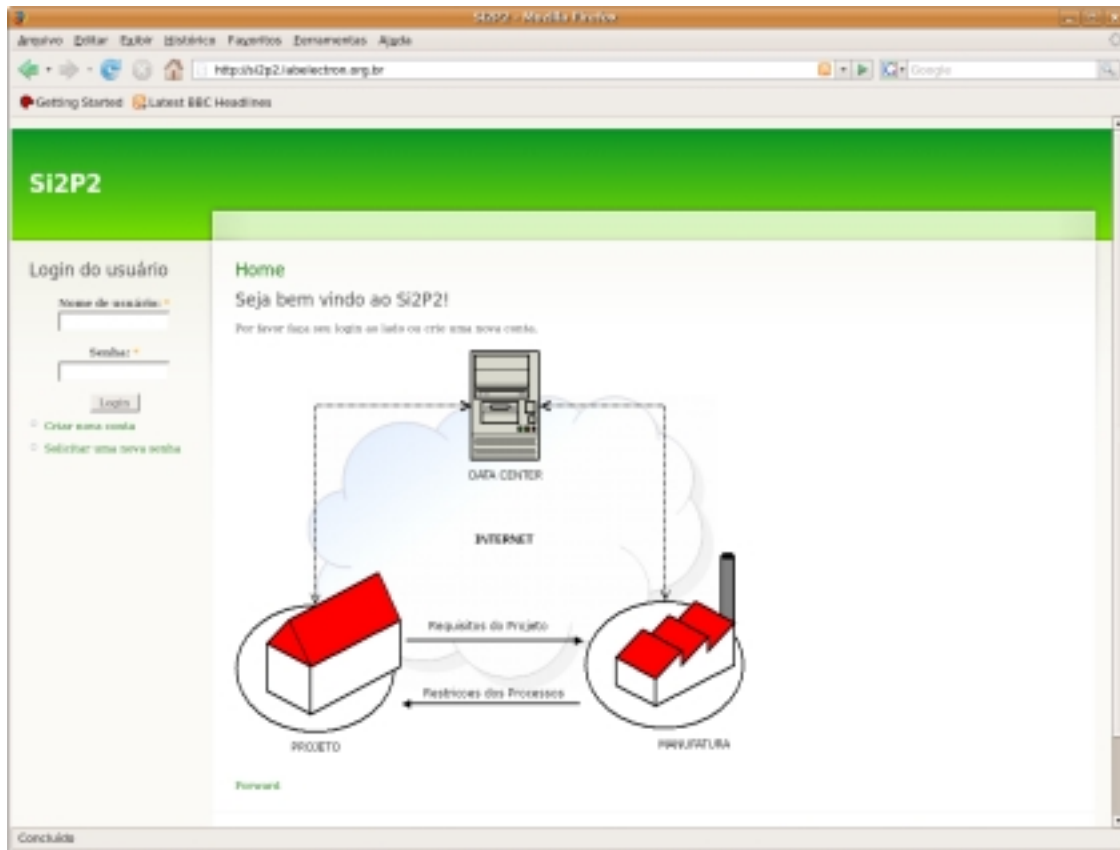 Si2P2 - Mozilla Firefox
Arquivo Editar Exibir Histórico Favoritos Ferramentas Ajuda
http://si2p2.labelectron.org.br
Google
Getting Started Latest BBC Headlines
Si2P2
Login do usuário
Nome de usuário: *
Senha: *
Login
Criar nova conta
Solicitar uma nova senha
Home
Seja bem vindo ao Si2P2!
Por favor faça seu login ao lado ou crie uma nova conta.
DATA CENTER
INTERNET
Requisitos do Projeto
Restricoes dos Processos
PROJETO
MANUFATURA
Forward
Concluído